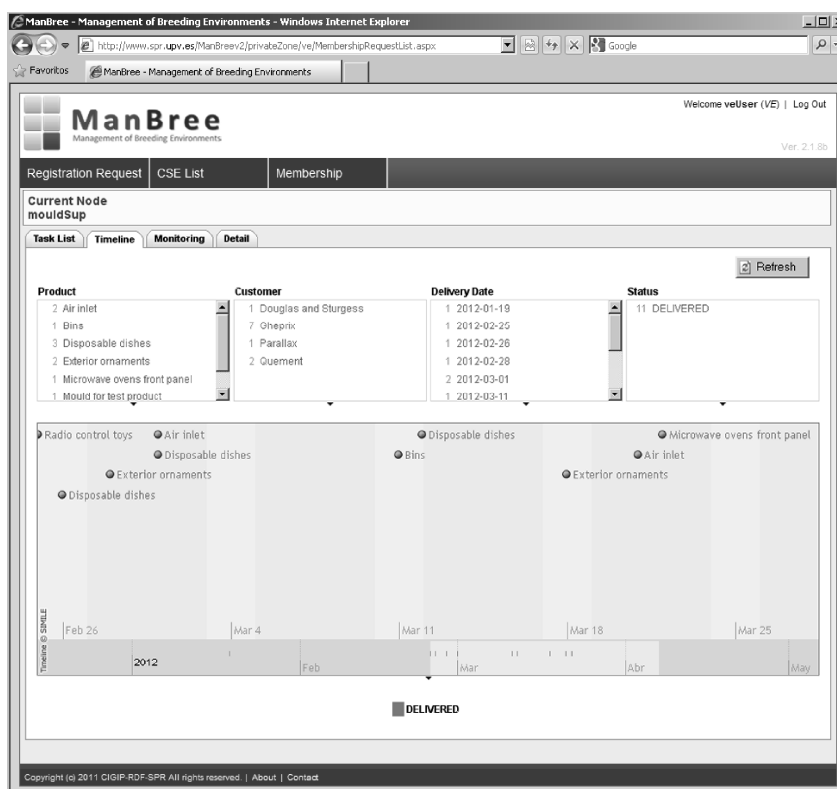 ManBree - Management of Breeding Environments - Windows Internet Explorer
http://www.spr.upv.es/ManBreev2/privateZone/ve/MembershipRequestList.aspx
Google
Favoritos
ManBree - Management of Breeding Environments
Welcome veUser (VE) | Log Out
ManBree
Management of Breeding Environments
Ver. 2.1.8b
Registration Request
CSE List
Membership
Current Node
mouldSup
Task List
Timeline
Monitoring
Detail
Refresh
Product
2 Air inlet
1 Bins
3 Disposable dishes
2 Exterior ornaments
1 Microwave ovens front panel
1 Mould for test product
Customer
1 Douglas and Sturgess
7 Gheprix
1 Parallax
2 Quement
Delivery Date
1 2012-01-19
1 2012-02-25
1 2012-02-26
1 2012-02-28
2 2012-03-01
1 2012-03-11
Status
11 DELIVERED
Radio control toys
Air inlet
Disposable dishes
Microwave ovens front panel
Disposable dishes
Bins
Air inlet
Exterior ornaments
Exterior ornaments
Disposable dishes
Feb 26
Mar 4
Mar 11
Mar 18
Mar 25
Timeline © SIMILE
2012
Feb
Mar
Abr
May
DELIVERED
Copyright (c) 2011 CIGIP-RDF-SPR All rights reserved. | About | Contact